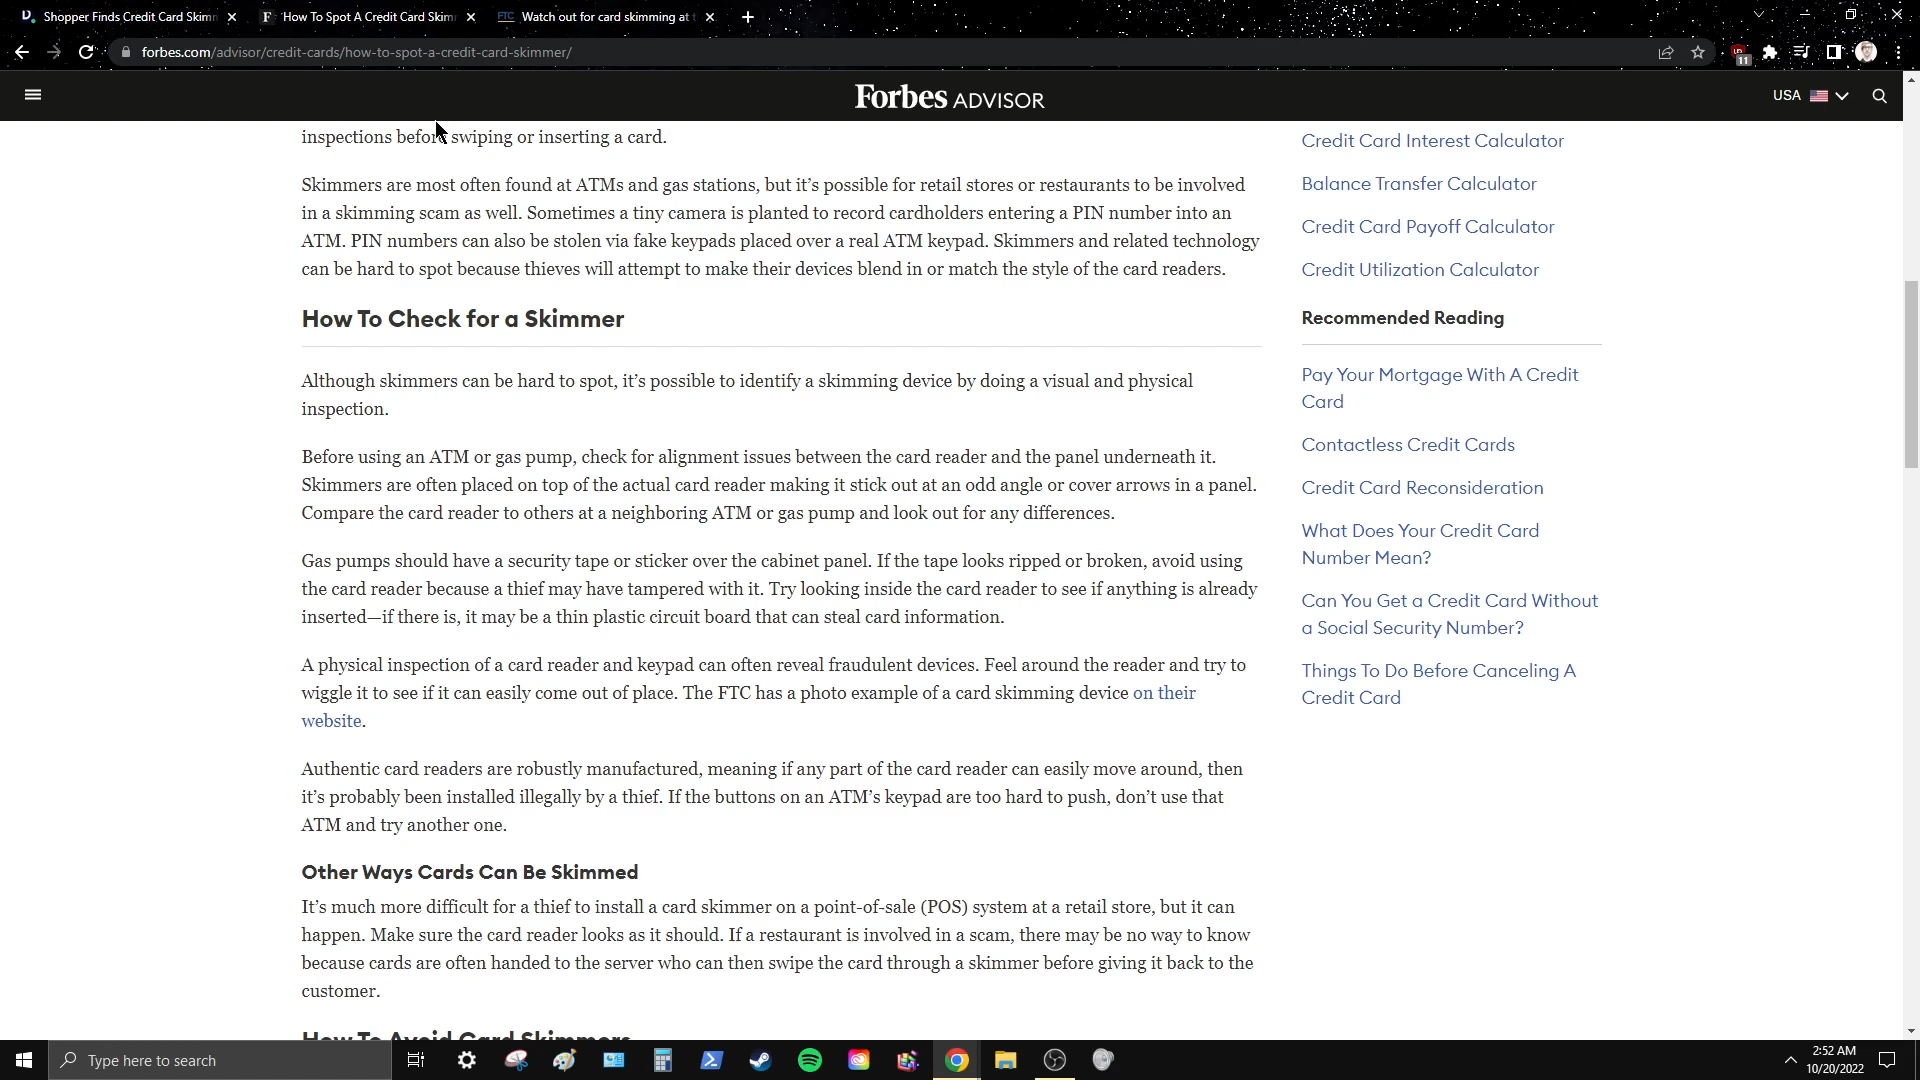 Shopper Finds Credit Card Skimm
How To Spot A Credit Card Skimm
FTC Watch out for card skimming at t
forbes.com/advisor/credit-cards/how-to-spot-a-credit-card-skimmer/
11
Forbes ADVISOR
USA
inspections before swiping or inserting a card.
Skimmers are most often found at ATMs and gas stations, but it’s possible for retail stores or restaurants to be involved
in a skimming scam as well. Sometimes a tiny camera is planted to record cardholders entering a PIN number into an
ATM. PIN numbers can also be stolen via fake keypads placed over a real ATM keypad. Skimmers and related technology
can be hard to spot because thieves will attempt to make their devices blend in or match the style of the card readers.
How To Check for a Skimmer
Although skimmers can be hard to spot, it’s possible to identify a skimming device by doing a visual and physical
inspection.
Before using an ATM or gas pump, check for alignment issues between the card reader and the panel underneath it.
Skimmers are often placed on top of the actual card reader making it stick out at an odd angle or cover arrows in a panel.
Compare the card reader to others at a neighboring ATM or gas pump and look out for any differences.
Gas pumps should have a security tape or sticker over the cabinet panel. If the tape looks ripped or broken, avoid using
the card reader because a thief may have tampered with it. Try looking inside the card reader to see if anything is already
inserted—if there is, it may be a thin plastic circuit board that can steal card information.
A physical inspection of a card reader and keypad can often reveal fraudulent devices. Feel around the reader and try to
wiggle it to see if it can easily come out of place. The FTC has a photo example of a card skimming device on their
website.
Authentic card readers are robustly manufactured, meaning if any part of the card reader can easily move around, then
it’s probably been installed illegally by a thief. If the buttons on an ATM’s keypad are too hard to push, don’t use that
ATM and try another one.
Other Ways Cards Can Be Skimmed
It’s much more difficult for a thief to install a card skimmer on a point-of-sale (POS) system at a retail store, but it can
happen. Make sure the card reader looks as it should. If a restaurant is involved in a scam, there may be no way to know
because cards are often handed to the server who can then swipe the card through a skimmer before giving it back to the
customer.
How To Avoid Card Skimmers
Credit Card Interest Calculator
Balance Transfer Calculator
Credit Card Payoff Calculator
Credit Utilization Calculator
Recommended Reading
Pay Your Mortgage With A Credit
Card
Contactless Credit Cards
Credit Card Reconsideration
What Does Your Credit Card
Number Mean?
Can You Get a Credit Card Without
a Social Security Number?
Things To Do Before Canceling A
Credit Card
Type here to search
2:52 AM
10/20/2022